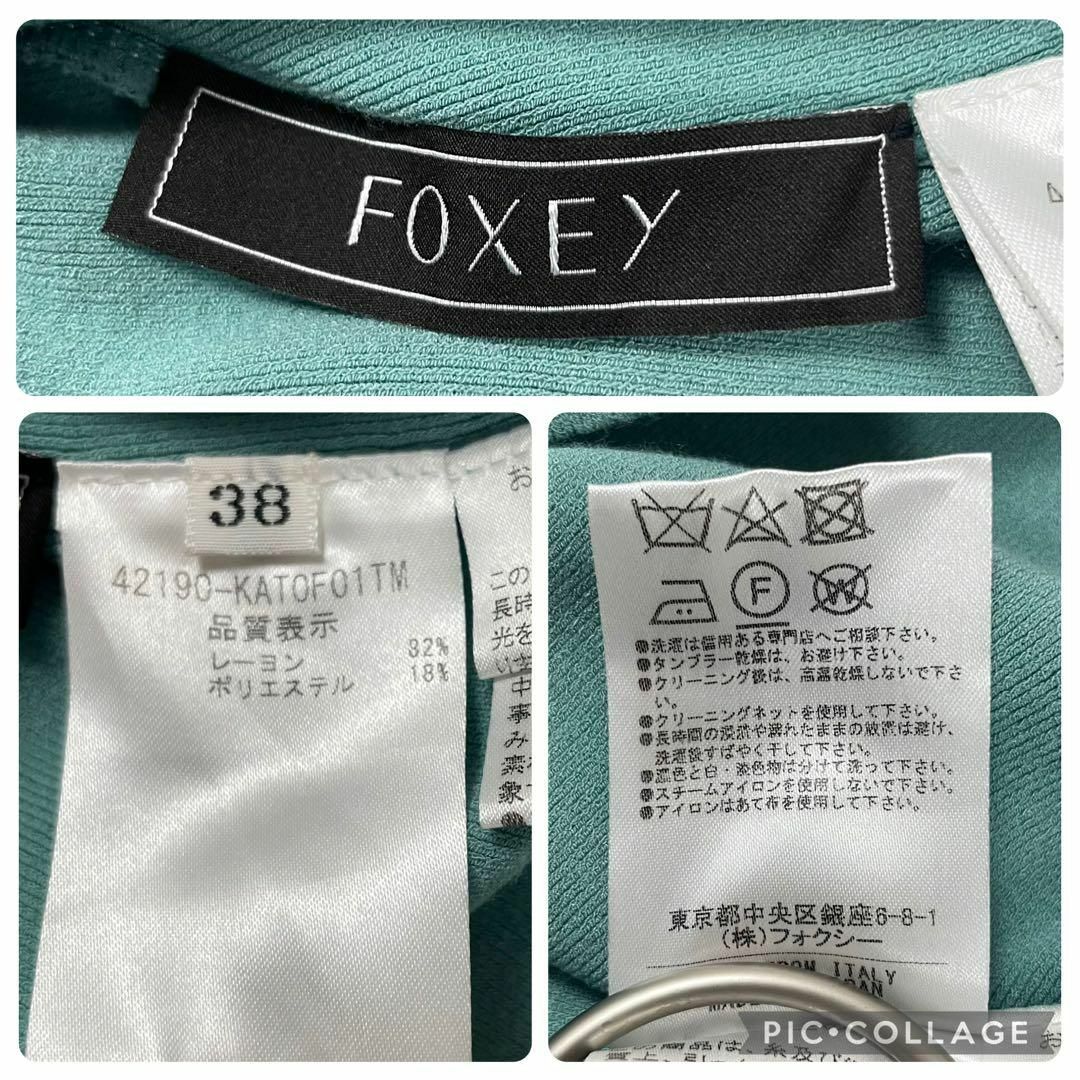 FOXEY
38
42190-KAT0F01TM
品質表示
レーヨン 82%
ポリエステル 18%
お
この
長時
光を
中
事
み
象
F
W
●洗濯は信用ある専門店へご相談下さい。
●タンブラー乾燥は、お避け下さい。
●クリーニング後は、高温乾燥しないで下さ
い。
●クリーニングネットを使用して下さい。
●長時間の浸漬や濡れたままの放置は避け、
洗濯後すばやく干して下さい。
●濃色と白・淡色物は分けて洗って下さい。
●スチームアイロンを使用しないで下さい。
●アイロンはあて布を使用して下さい。
東京都中央区銀座6-8-1
(株)フォクシー
ITALY
PIC•COLLAGE